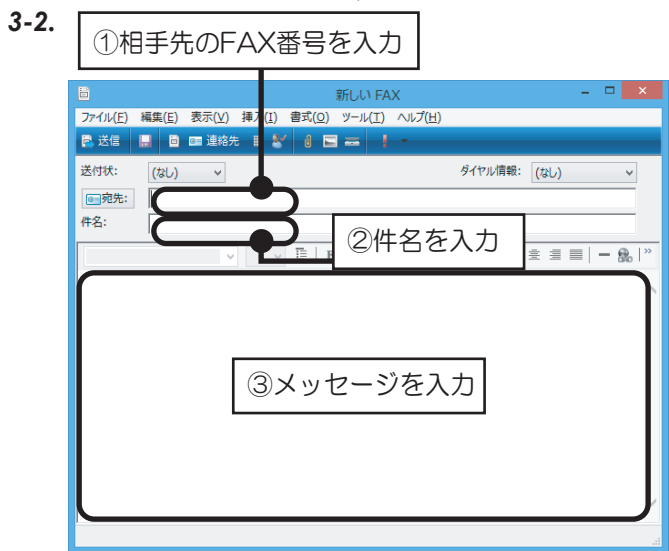 3-2.
①相手先のFAX番号を入力
新しい FAX
ファイル(F) 編集(E) 表示(V) 挿入(I) 書式(O) ツール(T) ヘルプ(H)
送信 連絡先
送付状: (なし) ダイヤル情報: (なし)
宛先:
件名:
②件名を入力
③メッセージを入力